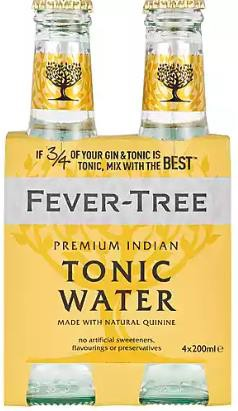 IF 3/4 OF YOUR GIN & TONIC IS
TONIC, MIX WITH THE BEST™
FEVER-TREE
PREMIUM INDIAN
TONIC
WATER
MADE WITH NATURAL QUININE
no artificial sweeteners,
flavourings or preservatives
4x200ml e